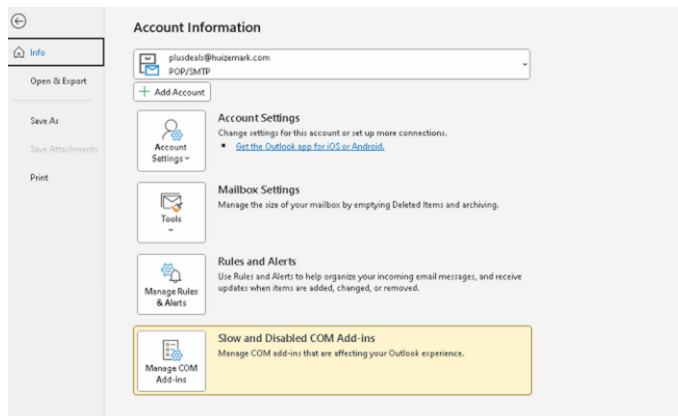 Account Information
Info
Open & Export
Save As
Save Attachments
Print
plusdeals@huizemark.com
POP/SMTP
Add Account
Account Settings
Account Settings
Change settings for this account or set up more connections.
Get the Outlook app for iOS or Android.
Tools
Mailbox Settings
Manage the size of your mailbox by emptying Deleted Items and archiving.
Manage Rules
& Alerts
Rules and Alerts
Use Rules and Alerts to help organize your incoming email messages, and receive
updates when items are added, changed, or removed.
Manage COM
Add-ins
Slow and Disabled COM Add-ins
Manage COM add-ins that are affecting your Outlook experience.